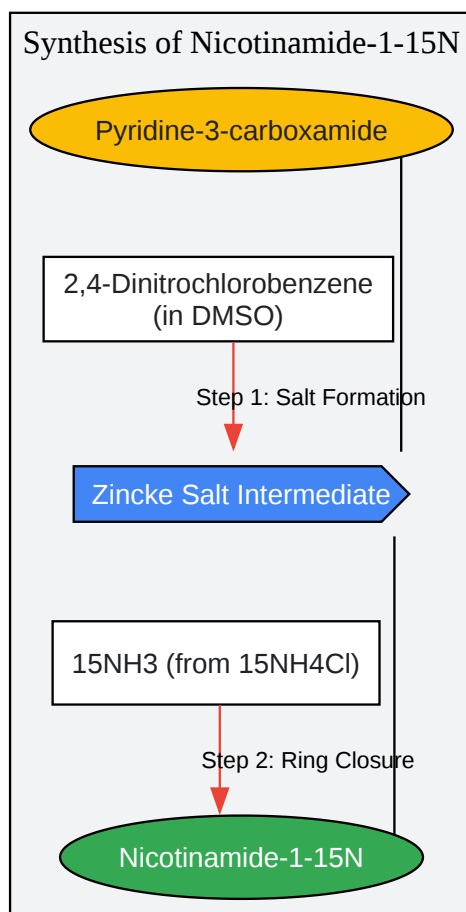 Synthesis of Nicotinamide-1-15N
Pyridine-3-carboxamide
2,4-Dinitrochlorobenzene
(in DMSO)
Step 1: Salt Formation
Zincke Salt Intermediate
15NH3 (from 15NH4Cl)
Step 2: Ring Closure
Nicotinamide-1-15N